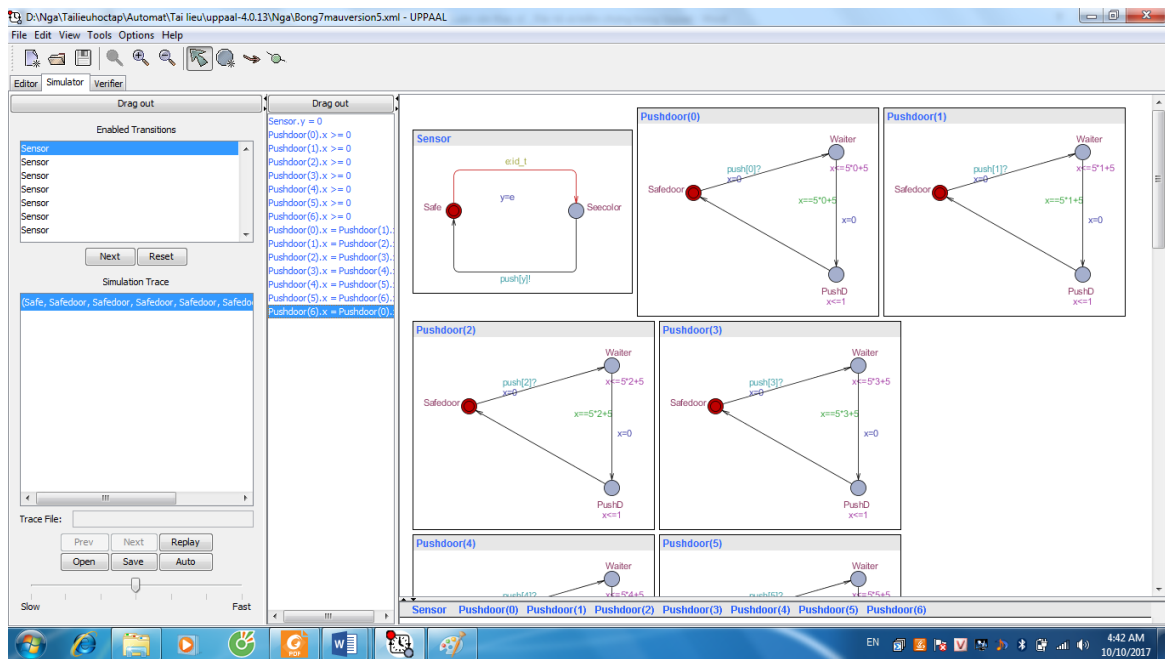 D:\Nga\Tailieuhoctap\Automat\Tai lieu\uppaal-4.0.13\Nga\Bong7mauversion5.xml - UPPAAL
File Edit View Tools Options Help
Editor Simulator Verifier
Drag out
Enabled Transitions
Sensor
Sensor
Sensor
Sensor
Sensor
Sensor
Sensor
Next Reset
Simulation Trace
(Safe, Safedoor, Safedoor, Safedoor, Safedoor, Safedo
Trace File:
Prev Next Replay
Open Save Auto
Slow Fast
Drag out
Sensor.y = 0
Pushdoor(0).x >= 0
Pushdoor(1).x >= 0
Pushdoor(2).x >= 0
Pushdoor(3).x >= 0
Pushdoor(4).x >= 0
Pushdoor(5).x >= 0
Pushdoor(6).x >= 0
Pushdoor(0).x = Pushdoor(1).
Pushdoor(1).x = Pushdoor(2).
Pushdoor(2).x = Pushdoor(3).
Pushdoor(3).x = Pushdoor(4).
Pushdoor(4).x = Pushdoor(5).
Pushdoor(5).x = Pushdoor(6).
Pushdoor(6).x = Pushdoor(0).
Sensor
e:id_t
y=e
Safe
Seecolor
push[y]!
Pushdoor(0)
Waiter
x<=5*0+5
push[0]?
x=0
Safedoor
x==5*0+5
x=0
PushD
x<=1
Pushdoor(1)
Waiter
x<=5*1+5
push[1]?
x=0
Safedoor
x==5*1+5
x=0
PushD
x<=1
Pushdoor(2)
Waiter
x<=5*2+5
push[2]?
x=0
Safedoor
x==5*2+5
x=0
PushD
x<=1
Pushdoor(3)
Waiter
x<=5*3+5
push[3]?
x=0
Safedoor
x==5*3+5
x=0
PushD
x<=1
Pushdoor(4)
Waiter
x<=5*4+5
push[4]?
Pushdoor(5)
Waiter
x<=5*5+5
push[5]?
Sensor Pushdoor(0) Pushdoor(1) Pushdoor(2) Pushdoor(3) Pushdoor(4) Pushdoor(5) Pushdoor(6)
EN
4:42 AM
10/10/2017